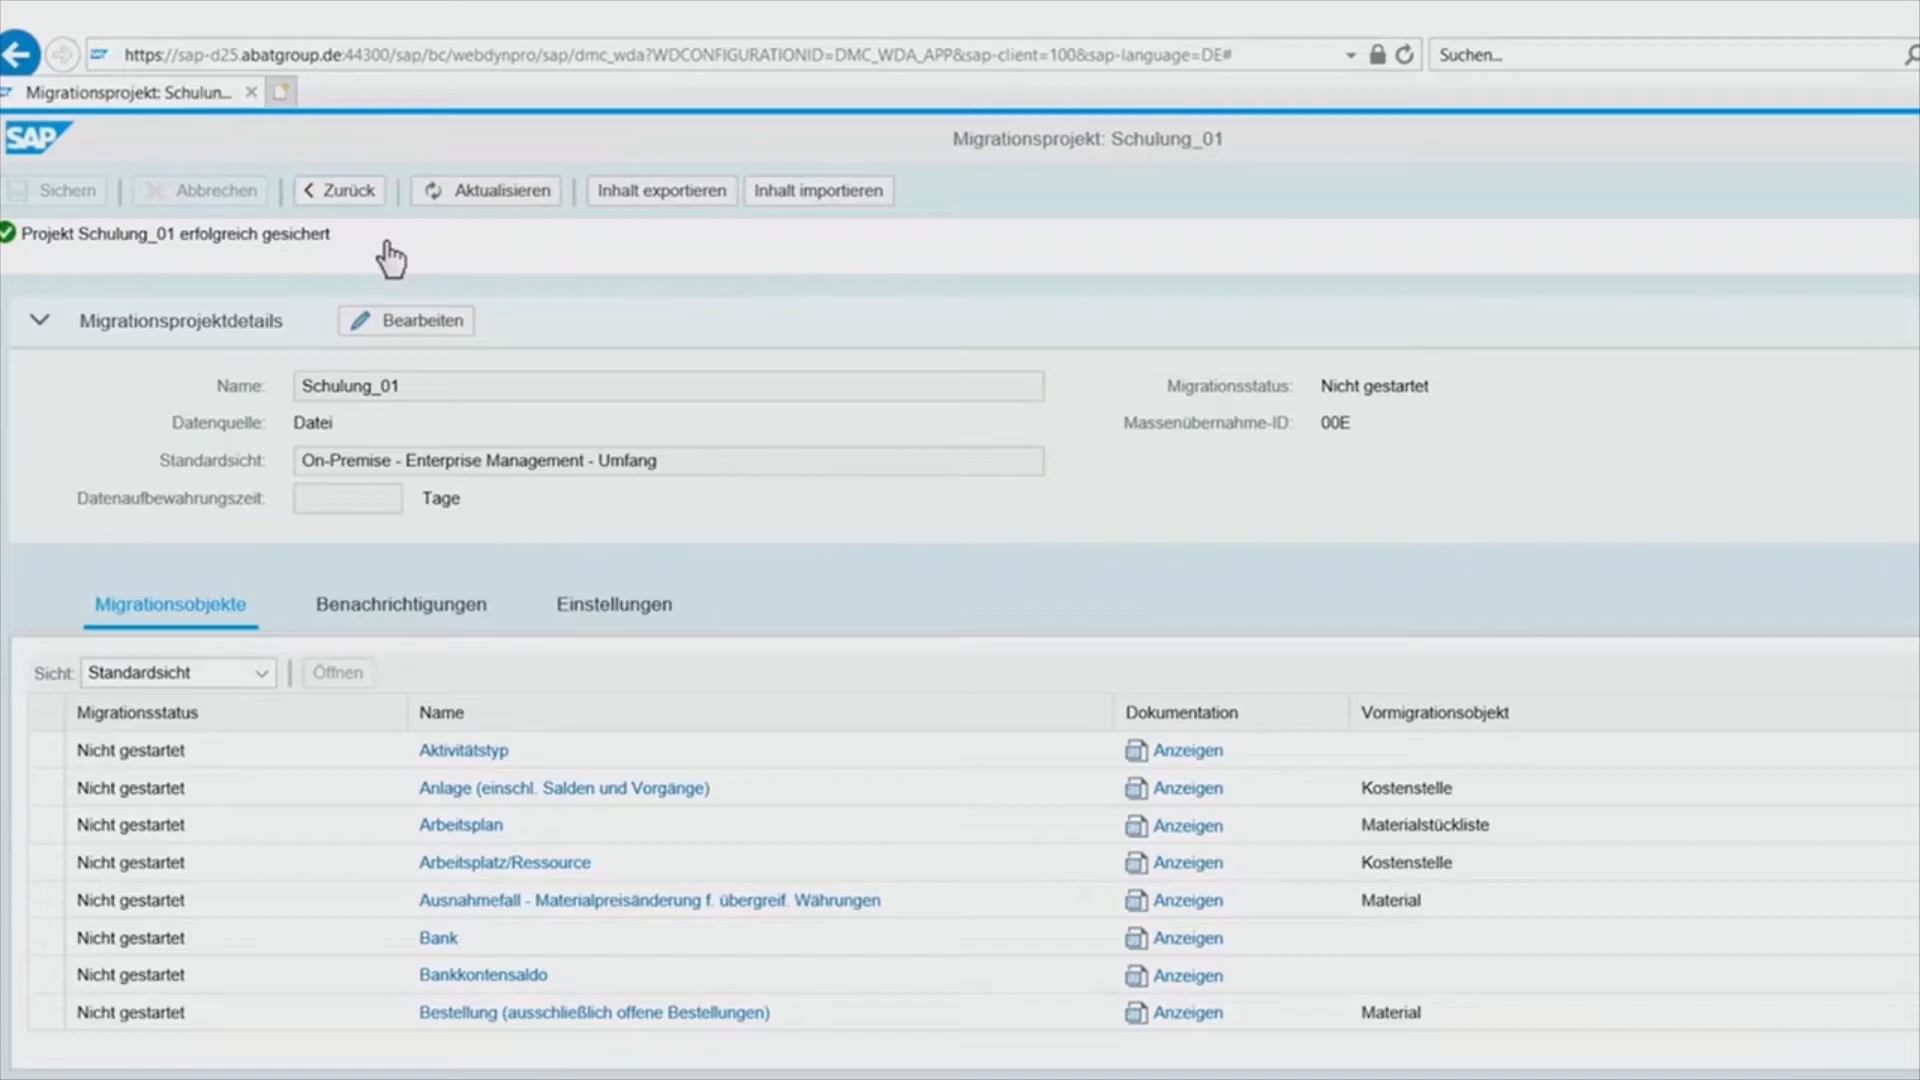 https://sap-d25.abatgroup.de:44300/sap/bc/webdynpro/sap/dmc_wda?WDCONFIGURATIONID=DMC_WDA_APP&sap-client=100&sap-language=DE#
Suchen...
Migrationsprojekt: Schulun...
SAP
Migrationsprojekt: Schulung_01
Sichern Abbrechen Zurück Aktualisieren Inhalt exportieren Inhalt importieren
Projekt Schulung_01 erfolgreich gesichert
Migrationsprojektdetails Bearbeiten
Name: Schulung_01 Migrationsstatus: Nicht gestartet
Datenquelle: Datei Massenübernahme-ID: 00E
Standardsicht: On-Premise - Enterprise Management - Umfang
Datenaufbewahrungszeit: Tage
Migrationsobjekte Benachrichtigungen Einstellungen
Sicht: Standardsicht Öffnen
Migrationsstatus Name Dokumentation Vormigrationsobjekt
Nicht gestartet Aktivitätstyp Anzeigen
Nicht gestartet Anlage (einschl. Salden und Vorgänge) Anzeigen Kostenstelle
Nicht gestartet Arbeitsplan Anzeigen Materialstückliste
Nicht gestartet Arbeitsplatz/Ressource Anzeigen Kostenstelle
Nicht gestartet Ausnahmefall - Materialpreisänderung f. übergreif. Währungen Anzeigen Material
Nicht gestartet Bank Anzeigen
Nicht gestartet Bankkontensaldo Anzeigen
Nicht gestartet Bestellung (ausschließlich offene Bestellungen) Anzeigen Material